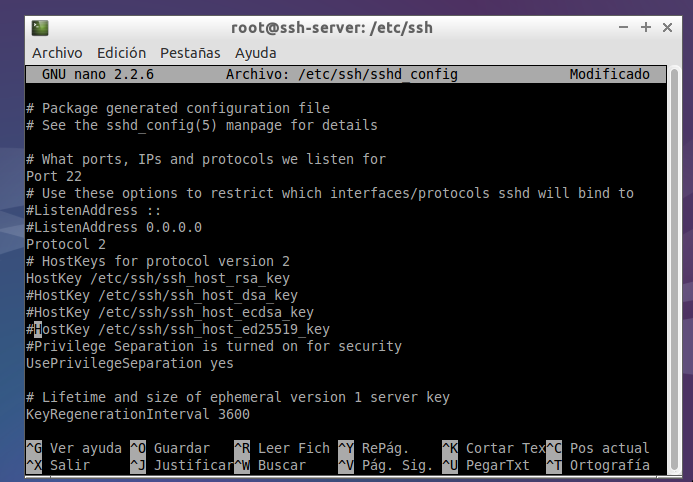 root@ssh-server: /etc/ssh
Archivo Edición Pestañas Ayuda
GNU nano 2.2.6 Archivo: /etc/ssh/sshd_config Modificado
# Package generated configuration file
# See the sshd_config(5) manpage for details
# What ports, IPs and protocols we listen for
Port 22
# Use these options to restrict which interfaces/protocols sshd will bind to
#ListenAddress ::
#ListenAddress 0.0.0.0
Protocol 2
# HostKeys for protocol version 2
HostKey /etc/ssh/ssh_host_rsa_key
#HostKey /etc/ssh/ssh_host_dsa_key
#HostKey /etc/ssh/ssh_host_ecdsa_key
#HostKey /etc/ssh/ssh_host_ed25519_key
#Privilege Separation is turned on for security
UsePrivilegeSeparation yes
# Lifetime and size of ephemeral version 1 server key
KeyRegenerationInterval 3600
^G Ver ayuda ^O Guardar ^R Leer Fich ^Y RePág. ^K Cortar Tex ^C Pos actual
^X Salir ^J Justificar ^W Buscar ^V Pág. Sig. ^U PegarTxt ^T Ortografía